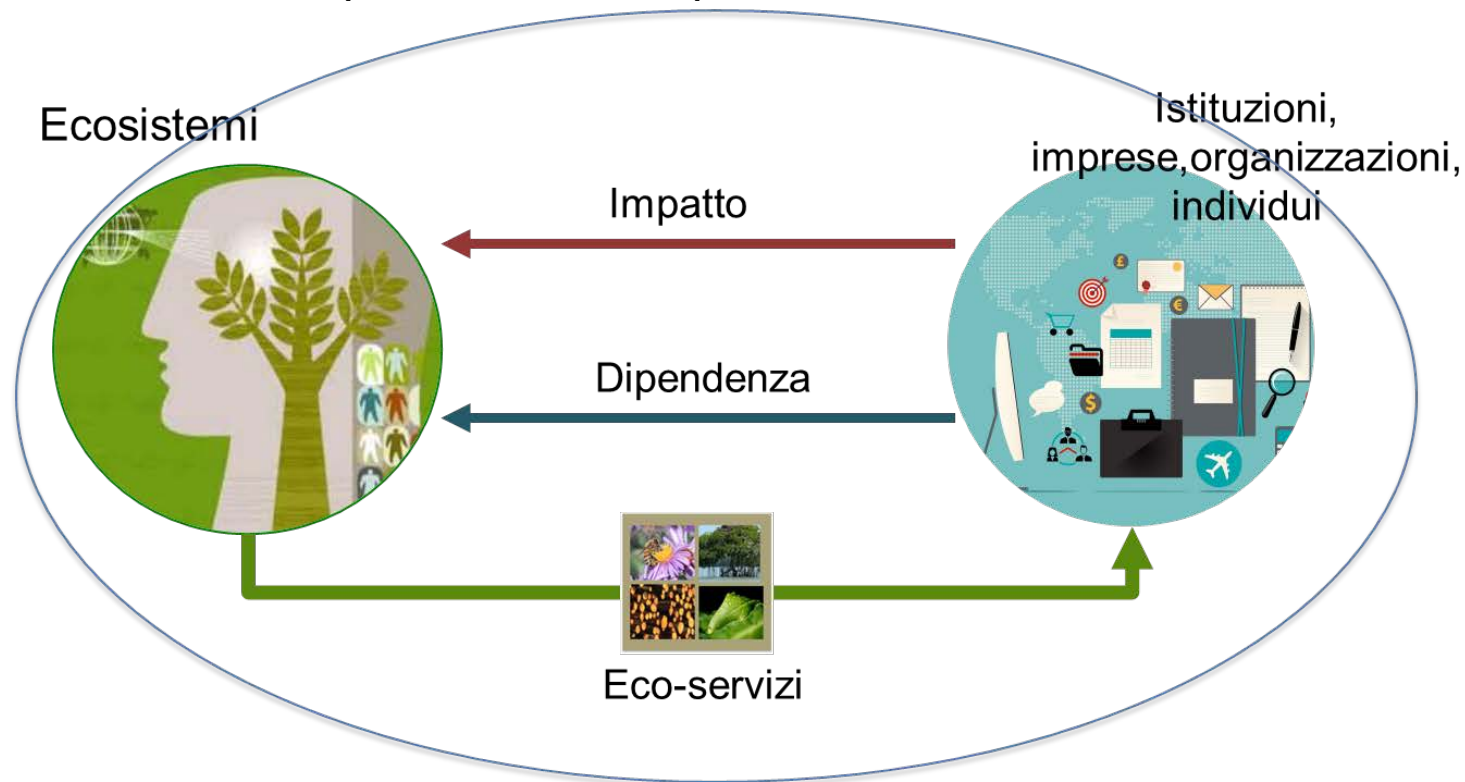 Ecosistemi
Istituzioni,
imprese,organizzazioni,
individui
Impatto
Dipendenza
Eco-servizi